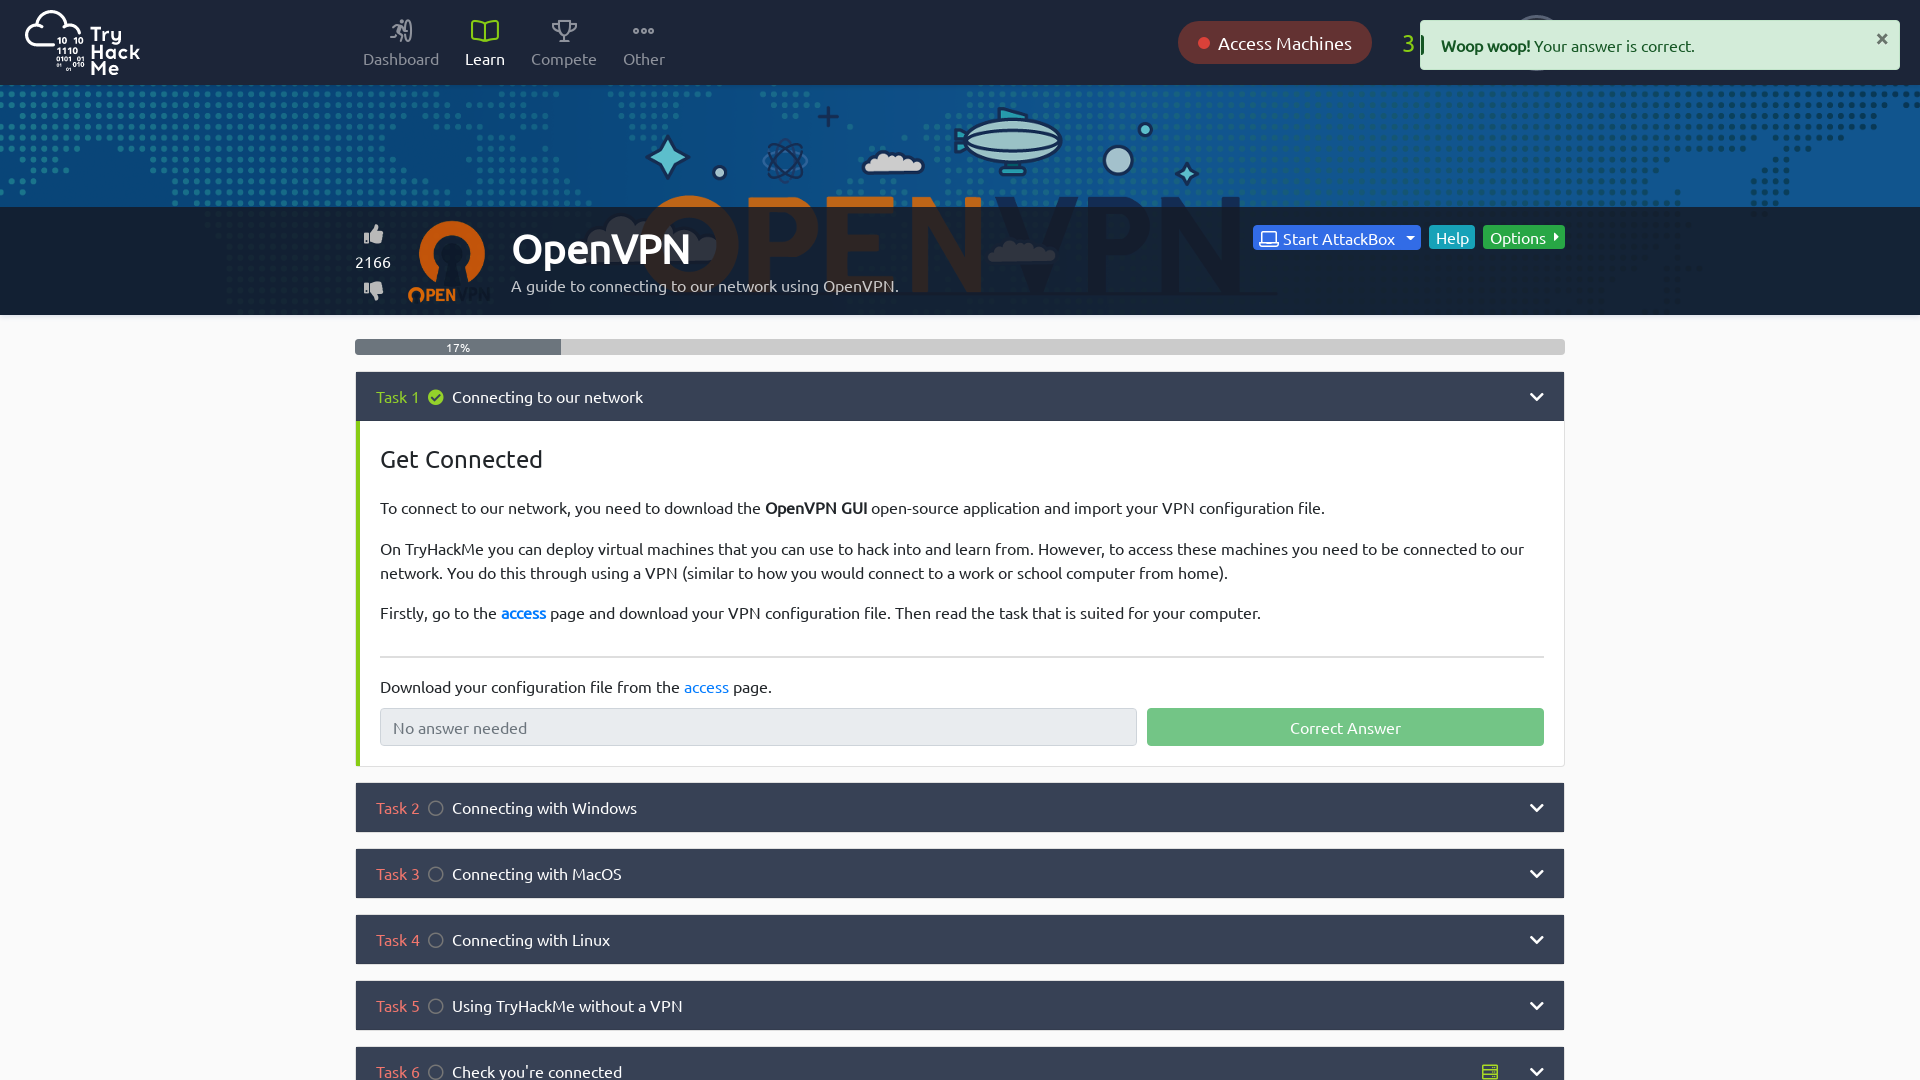 Try
Hack
Me
10 10
1110
0101 01
01 010
01
Dashboard
Learn
Compete
Other
Access Machines
3
Woop woop! Your answer is correct.
×
OPENVPN
2166
OPENVPN
OpenVPN
A guide to connecting to our network using OpenVPN.
Start AttackBox
Help
Options
17%
Task 1 Connecting to our network
Get Connected
To connect to our network, you need to download the OpenVPN GUI open-source application and import your VPN configuration file.
On TryHackMe you can deploy virtual machines that you can use to hack into and learn from. However, to access these machines you need to be connected to our
network. You do this through using a VPN (similar to how you would connect to a work or school computer from home).
Firstly, go to the access page and download your VPN configuration file. Then read the task that is suited for your computer.
Download your configuration file from the access page.
No answer needed
Correct Answer
Task 2 Connecting with Windows
Task 3 Connecting with MacOS
Task 4 Connecting with Linux
Task 5 Using TryHackMe without a VPN
Task 6 Check you're connected